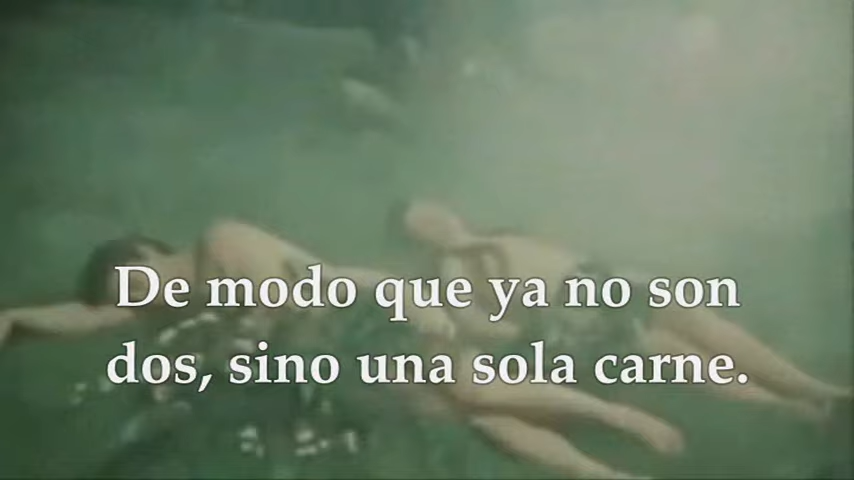 De modo que ya no son
dos, sino una sola carne.